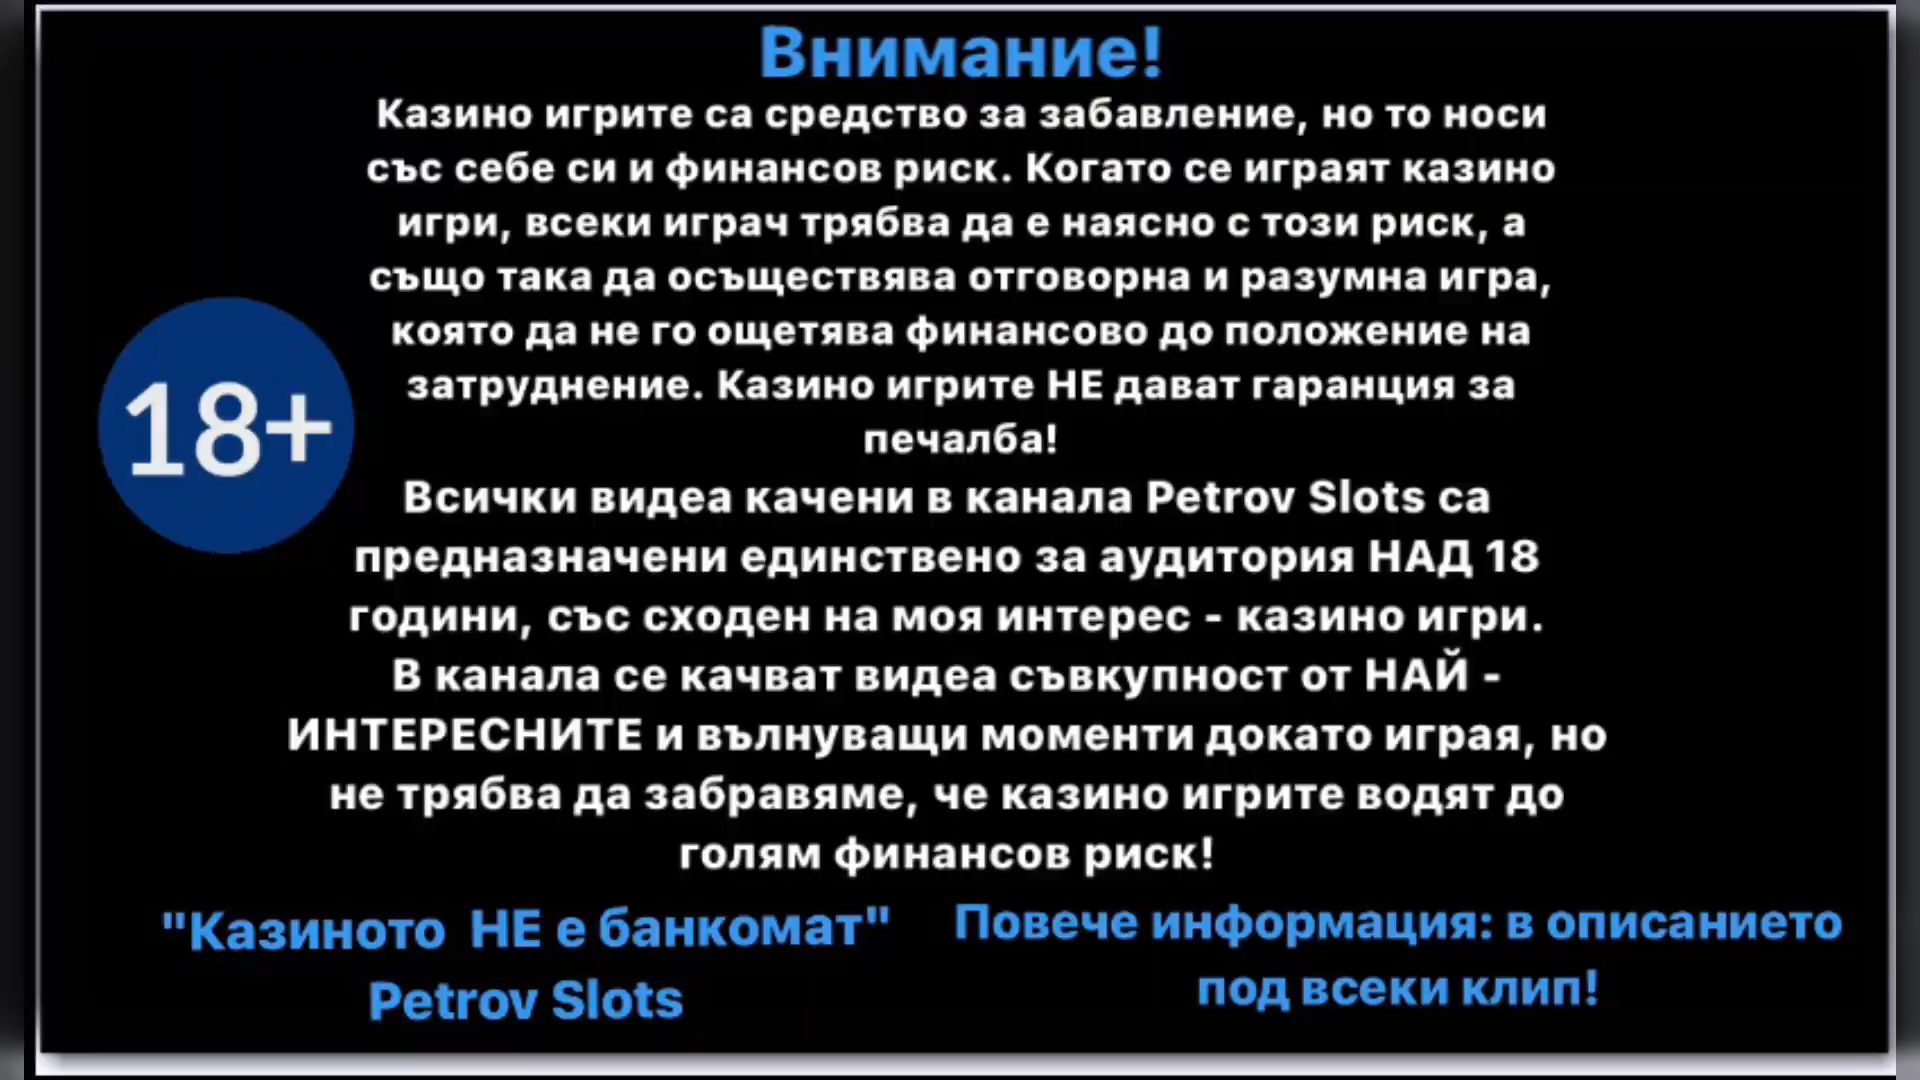 Внимание!
Казино игрите са средство за забавление, но то носи
със себе си и финансов риск. Когато се играят казино
игри, всеки играч трябва да е наясно с този риск, а
също така да осъществява отговорна и разумна игра,
която да не го ощетява финансово до положение на
затруднение. Казино игрите НЕ дават гаранция за
печалба!
18+
Всички видеа качени в канала Petrov Slots са
предназначени единствено за аудитория НАД 18
години, със сходен на моя интерес - казино игри.
В канала се качват видеа съвкупност от НАЙ -
ИНТЕРЕСНИТЕ и вълнуващи моменти докато играя, но
не трябва да забравяме, че казино игрите водят до
голям финансов риск!
"Казиното НЕ е банкомат"
Petrov Slots
Повече информация: в описанието
под всеки клип!